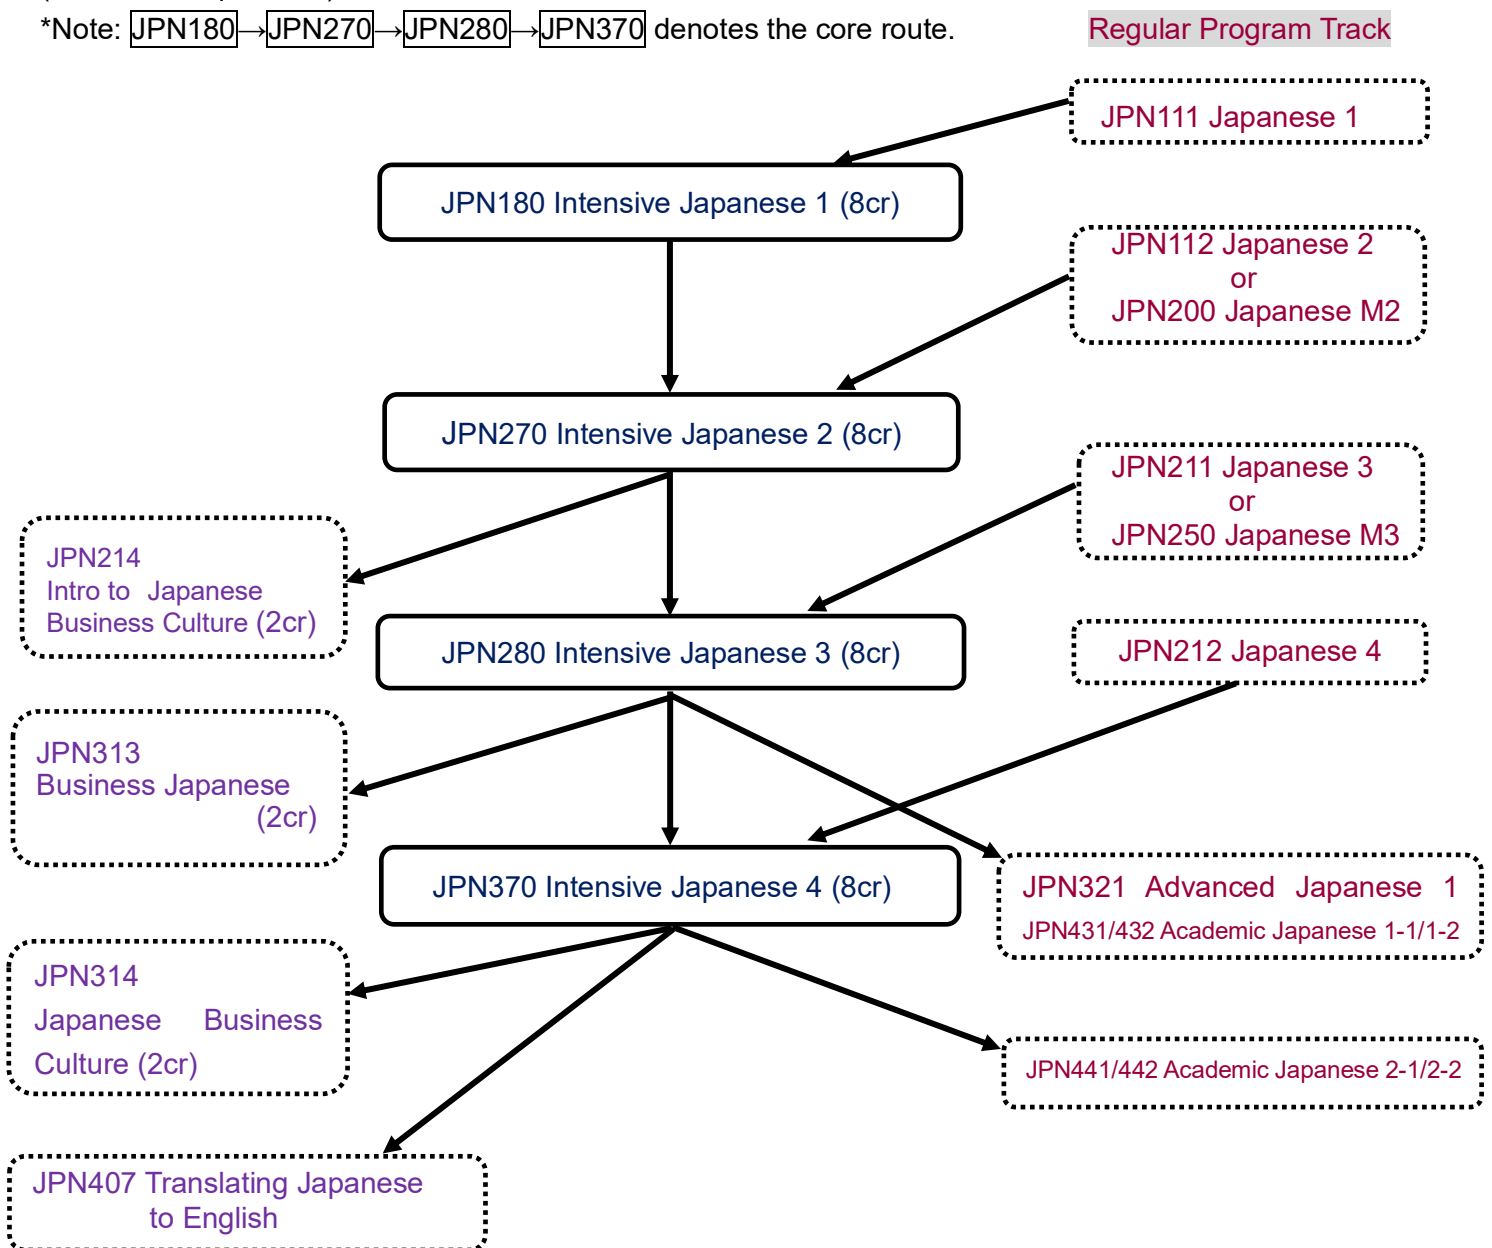 *Note: JPN180→JPN270→JPN280→JPN370 denotes the core route.
Regular Program Track
JPN111 Japanese 1
JPN180 Intensive Japanese 1 (8cr)
JPN112 Japanese 2
or
JPN200 Japanese M2
JPN270 Intensive Japanese 2 (8cr)
JPN211 Japanese 3
or
JPN250 Japanese M3
JPN214
Intro to Japanese
Business Culture (2cr)
JPN280 Intensive Japanese 3 (8cr)
JPN212 Japanese 4
JPN313
Business Japanese
(2cr)
JPN370 Intensive Japanese 4 (8cr)
JPN321 Advanced Japanese 1
JPN431/432 Academic Japanese 1-1/1-2
JPN314
Japanese Business
Culture (2cr)
JPN441/442 Academic Japanese 2-1/2-2
JPN407 Translating Japanese
to English